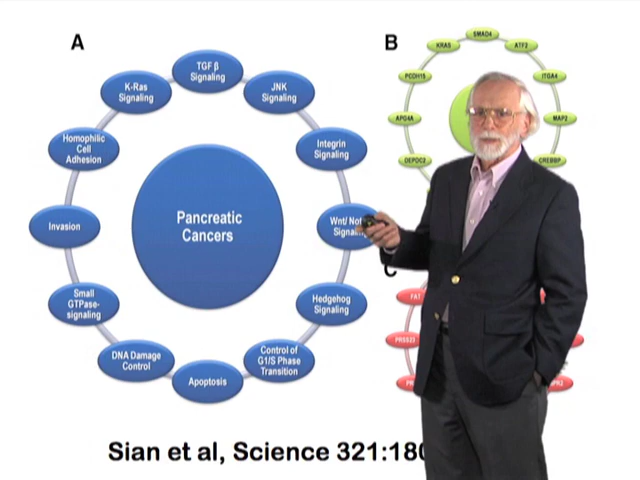 A
TGF β
Signaling
K-Ras
Signaling
JNK
Signaling
Homophilic
Cell
Adhesion
Integrin
Signaling
Invasion
Pancreatic
Cancers
Wnt/ Not
Signal
Small
GTPase-
signaling
Hedgehog
Signaling
DNA Damage
Control
Control of
G1/S Phase
Transition
Apoptosis
B
SMAD4
KRAS
ATF2
PCDH15
ITGA4
APG4A
MAP2
DEPDC2
CREBBP
C
FAT
PRSS23
PR
Sian et al, Science 321:180